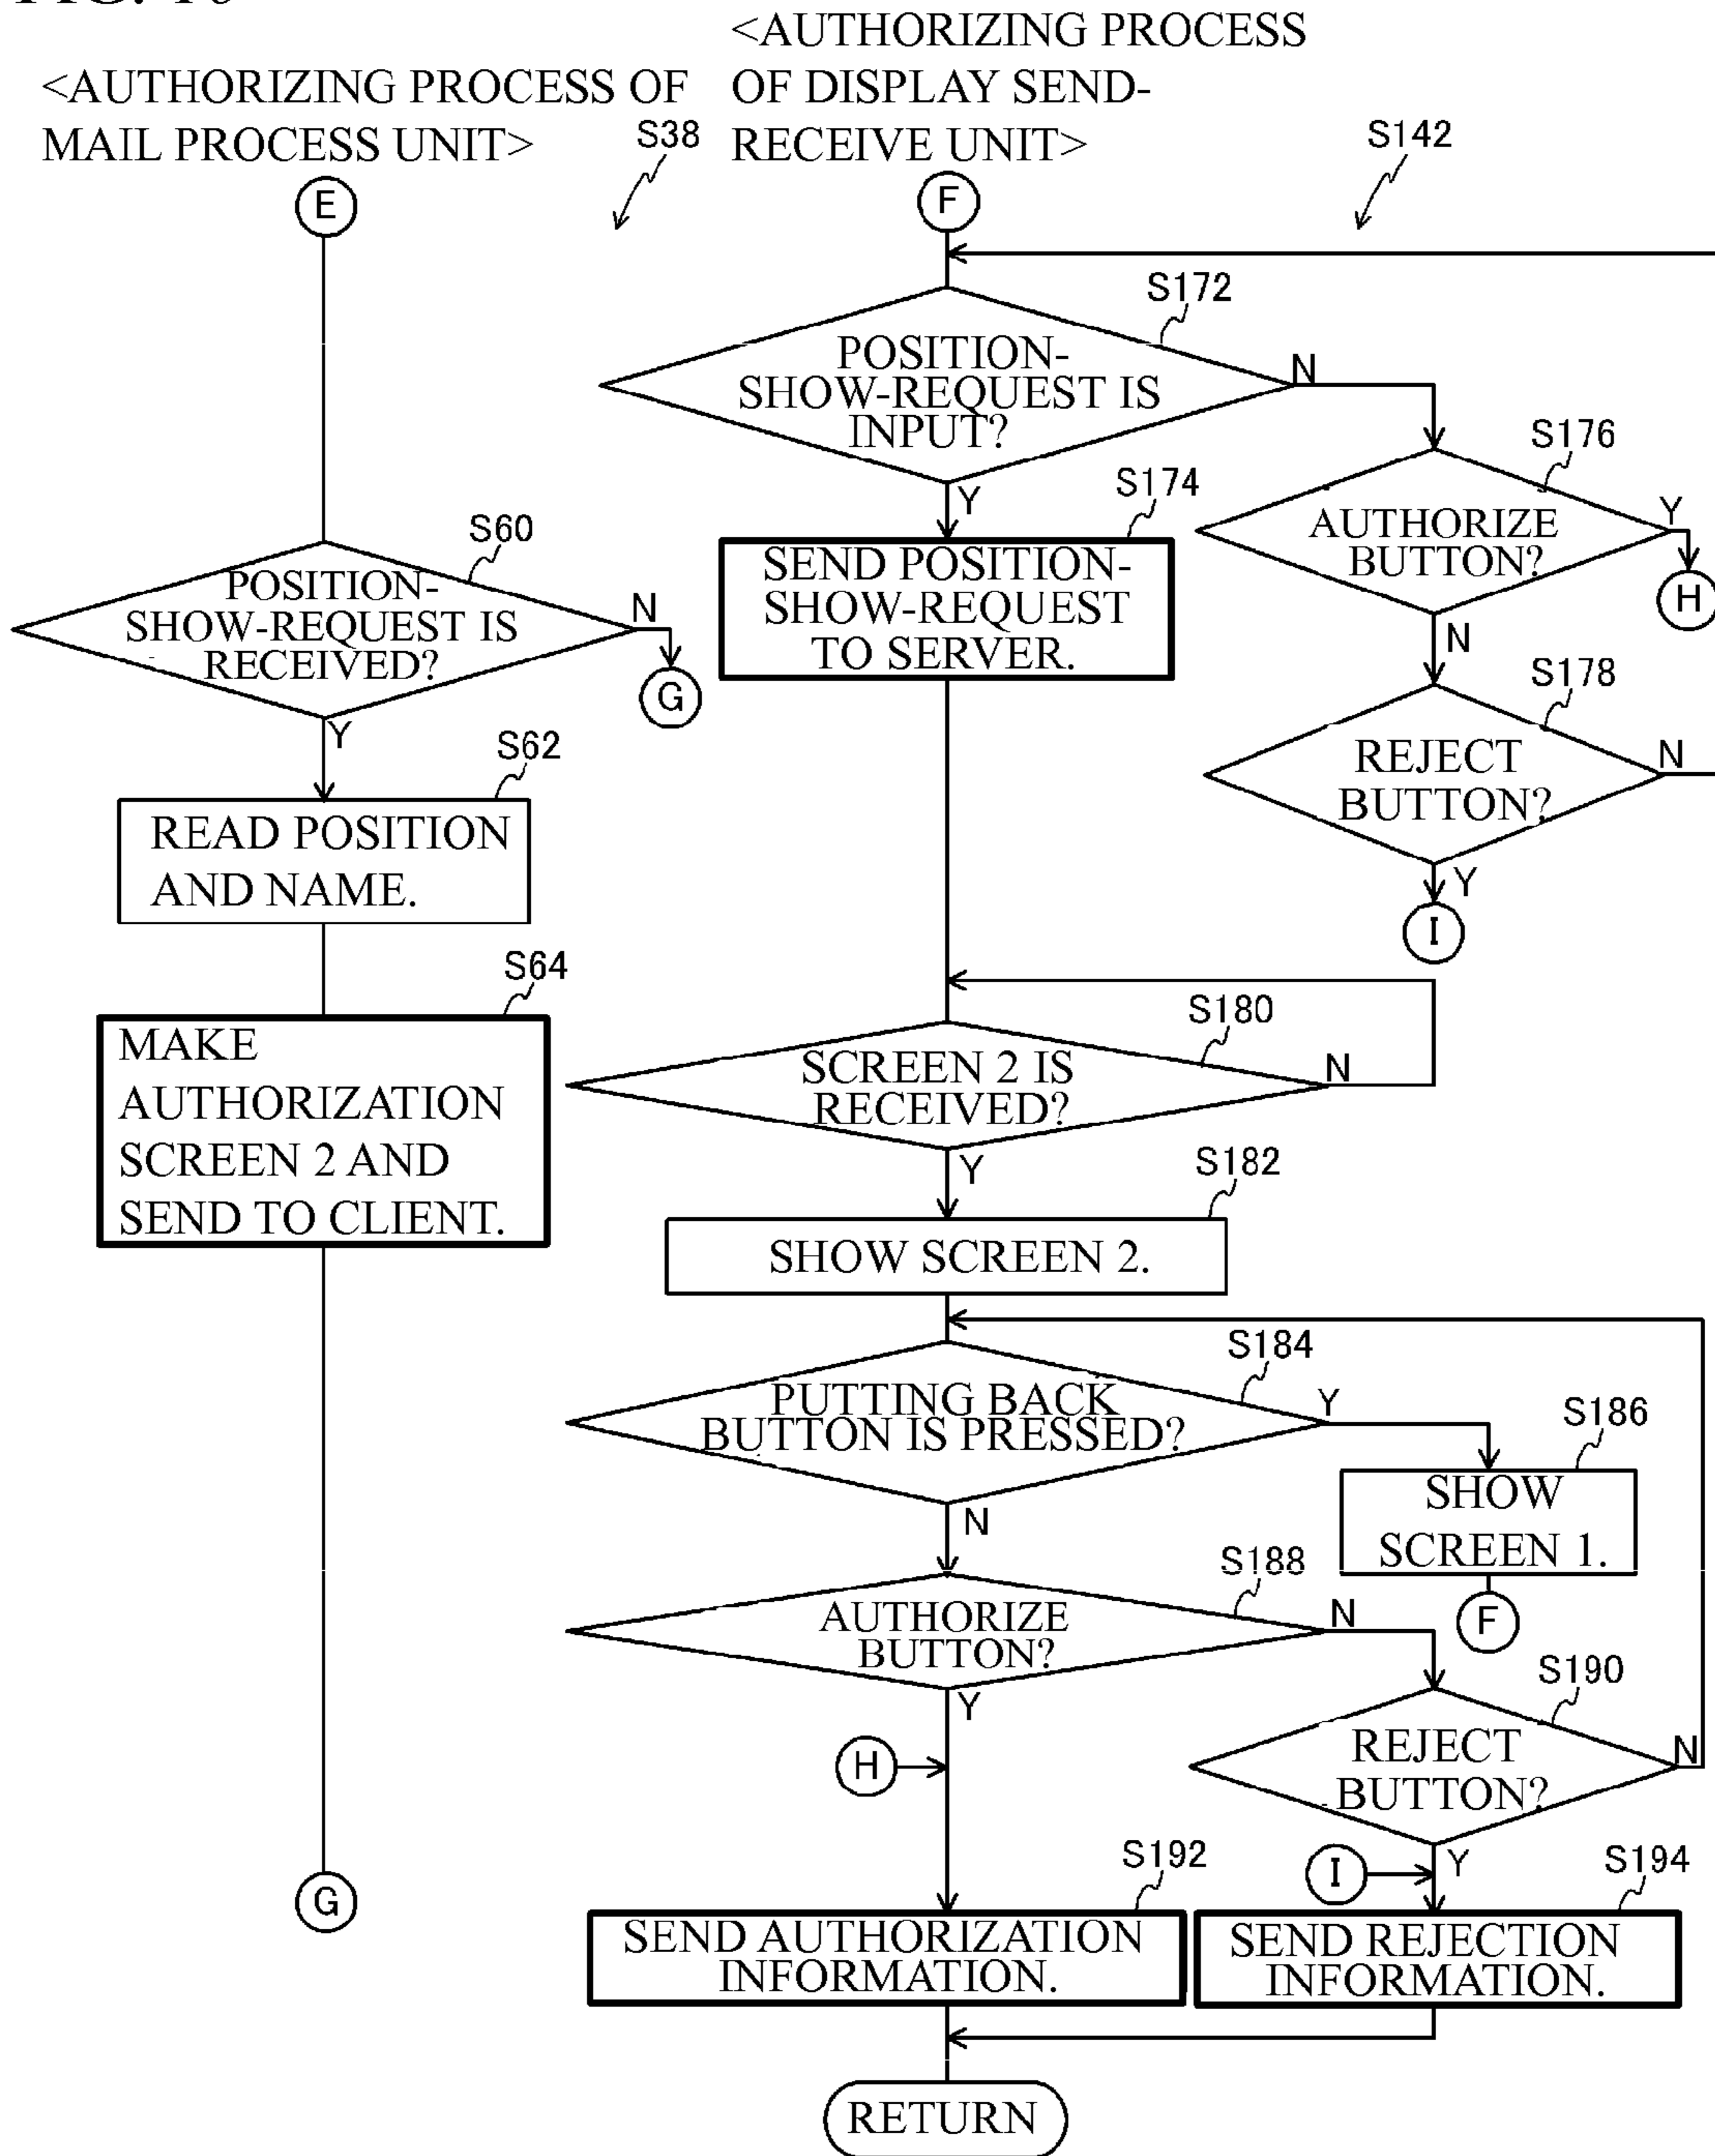 <AUTHORIZING PROCESS OF
MAIL PROCESS UNIT>
S38
E
S60
POSITION-
SHOW-REQUEST IS
RECEIVED?
N
G
Y
S62
READ POSITION
AND NAME.
S64
MAKE
AUTHORIZATION
SCREEN 2 AND
SEND TO CLIENT.
G
<AUTHORIZING PROCESS
OF DISPLAY SEND-
RECEIVE UNIT>
S142
F
S172
POSITION-
SHOW-REQUEST IS
INPUT?
N
Y
S174
SEND POSITION-
SHOW-REQUEST
TO SERVER.
S176
AUTHORIZE
BUTTON?
Y
H
N
S178
REJECT
BUTTON?
N
Y
I
S180
SCREEN 2 IS
RECEIVED?
N
Y
S182
SHOW SCREEN 2.
S184
PUTTING BACK
BUTTON IS PRESSED?
Y
N
S186
SHOW
SCREEN 1.
F
S188
AUTHORIZE
BUTTON?
N
Y
S190
REJECT
BUTTON?
N
Y
H
I
S192
SEND AUTHORIZATION
INFORMATION.
S194
SEND REJECTION
INFORMATION.
RETURN